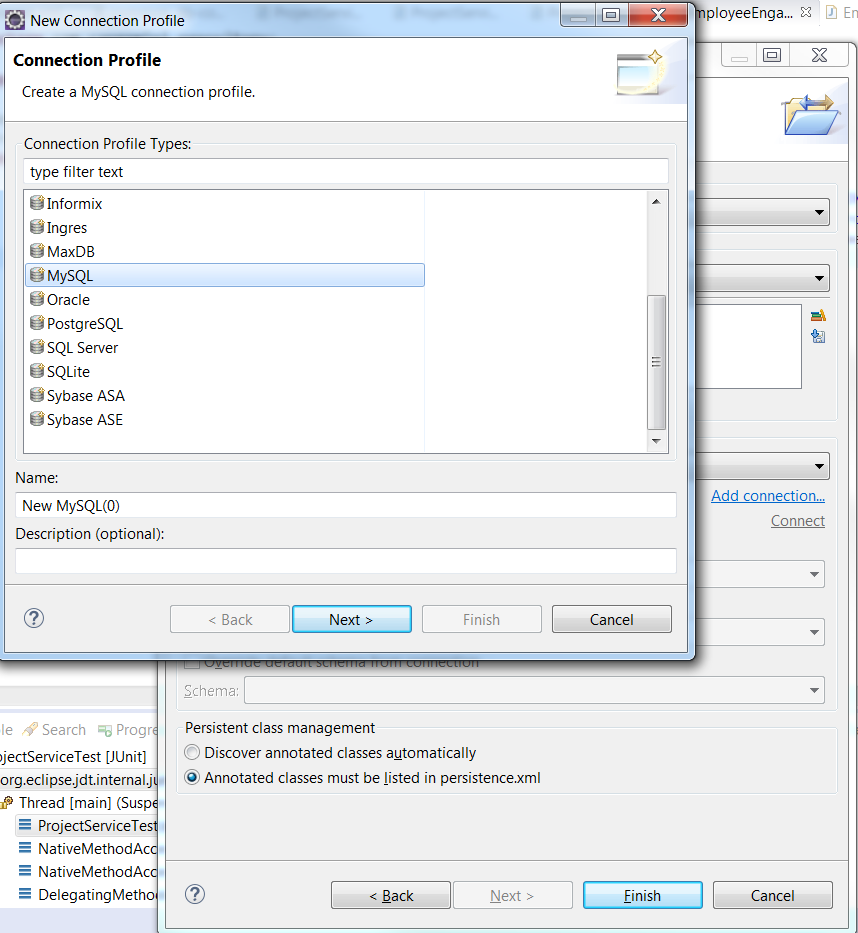 New Connection Profile
mployeeEnga...
En
Connection Profile
Create a MySQL connection profile.
Connection Profile Types:
type filter text
Informix
Ingres
MaxDB
MySQL
Oracle
PostgreSQL
SQL Server
SQLite
Sybase ASA
Sybase ASE
Name:
New MySQL(0)
Description (optional):
< Back
Next >
Finish
Cancel
Add connection...
Connect
Override default schema from connection
Schema:
Persistent class management
Discover annotated classes automatically
Annotated classes must be listed in persistence.xml
< Back
Next >
Finish
Cancel
le
Search
Progre
ojectServiceTest [JUnit]
org.eclipse.jdt.internal.ju
Thread [main] (Suspe
ProjectServiceTest
NativeMethodAcc
NativeMethodAcc
DelegatingMetho